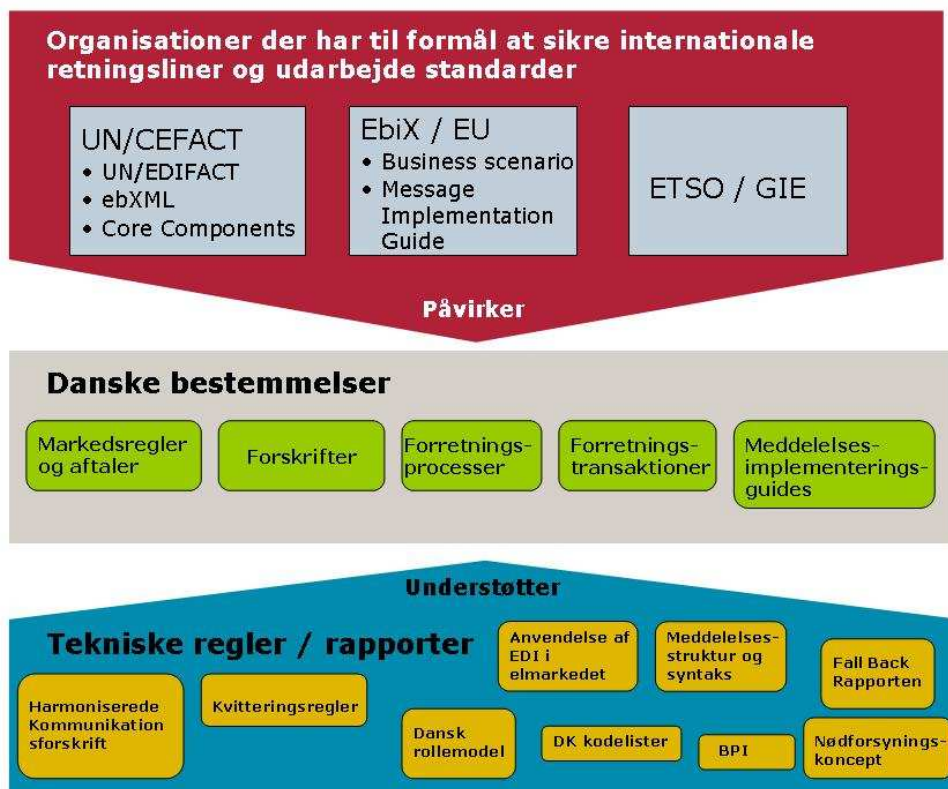 Organisationer der har til formål at sikre internationale
retningsliner og udarbejde standarder
UN/CEFACT
• UN/EDIFACT
• ebXML
• Core Components
EbiX / EU
• Business scenario
• Message
Implementation
Guide
ETSO / GIE
Påvirker
Danske bestemmelser
Markedsregler
og aftaler
Forskrifter
Forretnings-
processer
Forretnings-
transaktioner
Meddelelses-
implementerings-
guides
Understøtter
Tekniske regler / rapporter
Harmoniserede
Kommunikation
sforskrift
Kvitteringsregler
Dansk
rollemodel
Anvendelse af
EDI i
elmarkedet
DK kodelister
Meddelelses-
struktur og
syntaks
BPI
Fall Back
Rapporten
Nødforsynings-
koncept